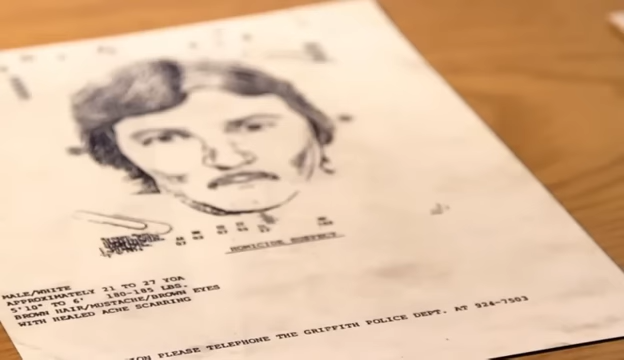 HOMICIDE SUSPECT
MALE/WHITE
APPROXIMATELY 21 TO 27 YOA
5'10" TO 6' 180-185 LBS.
BROWN HAIR/MUSTACHE/BROWN EYES
WITH HEALED ACNE SCARRING
ION PLEASE TELEPHONE THE GRIFFITH POLICE DEPT. AT 924-7503